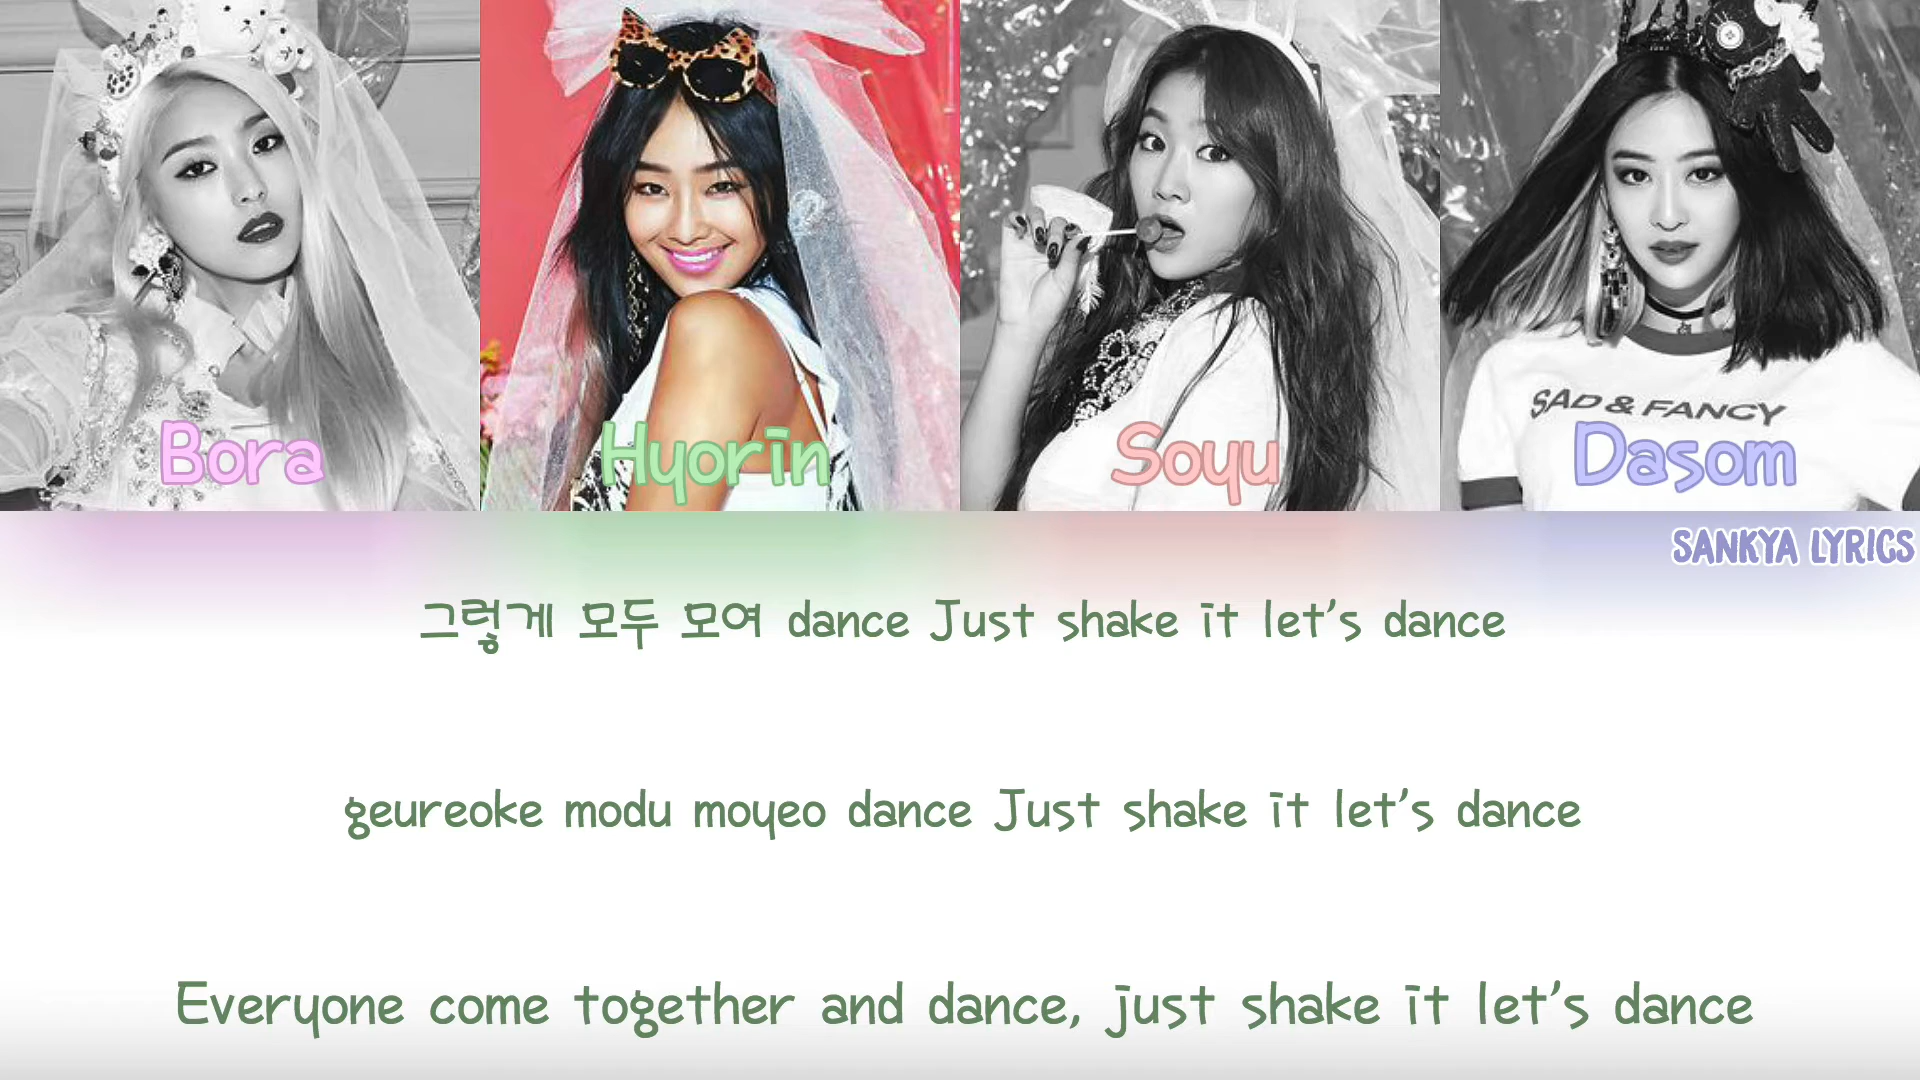 SAD & FANCY
Bora
Hyorin
Soyu
Dasom
SANKYA LYRICS
그렇게 모두 모여 dance Just shake it let's dance
geureoke modu moyeo dance Just shake it let's dance
Everyone come together and dance, just shake it let's dance